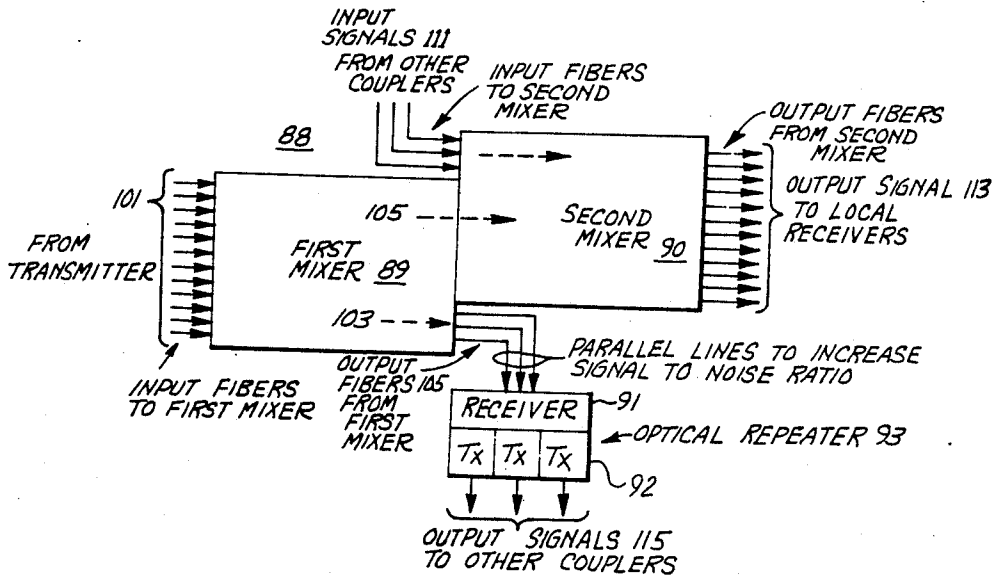 INPUT
SIGNALS 111
FROM OTHER
COUPLERS
INPUT FIBERS
TO SECOND
MIXER
88
OUTPUT FIBERS
FROM SECOND
MIXER
101
FROM
TRANSMITTER
105
FIRST
MIXER 89
SECOND
MIXER 90
OUTPUT SIGNAL 113
TO LOCAL
RECEIVERS
103
INPUT FIBERS
TO FIRST MIXER
OUTPUT
FIBERS 105
FROM
FIRST
MIXER
PARALLEL LINES TO INCREASE
SIGNAL TO NOISE RATIO
RECEIVER
91
TX TX TX
OPTICAL REPEATER 93
92
OUTPUT SIGNALS 115
TO OTHER COUPLERS